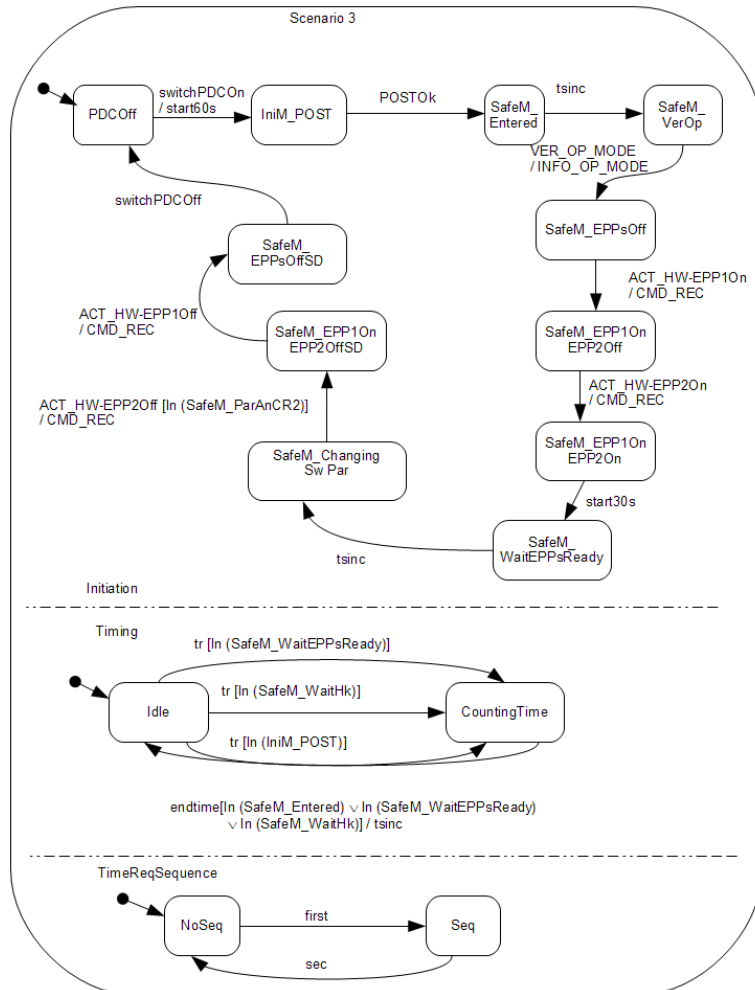 Scenario 3
PDCOff
switchPDCOn
/ start60s
IniM_POST
POSTOk
SafeM_
Entered
tsinc
SafeM_
VerOp
VER_OP_MODE
/ INFO_OP_MODE
switchPDCOff
SafeM_EPPsOff
SafeM_
EPPsOffSD
ACT_HW-EPP1On
/ CMD_REC
ACT_HW-EPP1Off
/ CMD_REC
SafeM_EPP1On
EPP2OffSD
SafeM_EPP1On
EPP2Off
ACT_HW-EPP2On
/ CMD_REC
ACT_HW-EPP2Off [In (SafeM_ParAnCR2)]
/ CMD_REC
SafeM_Changing
Sw Par
SafeM_EPP1On
EPP2On
start30s
SafeM_
WaitEPPsReady
tsinc
Initiation
Timing
tr [In (SafeM_WaitEPPsReady)]
Idle
tr [In (SafeM_WaitHk)]
CountingTime
tr [In (IniM_POST)]
endtime[In (SafeM_Entered) ∨ In (SafeM_WaitEPPsReady)
∨ In (SafeM_WaitHk)] / tsinc
TimeReqSequence
NoSeq
first
Seq
sec